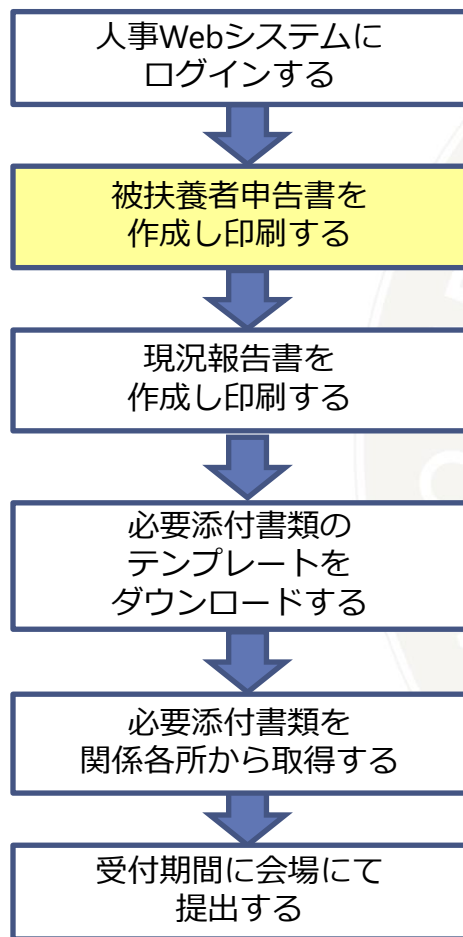 人事Webシステムに
ログインする
被扶養者申告書を
作成し印刷する
現況報告書を
作成し印刷する
必要添付書類の
テンプレートを
ダウンロードする
必要添付書類を
関係各所から取得する
受付期間に会場にて
提出する